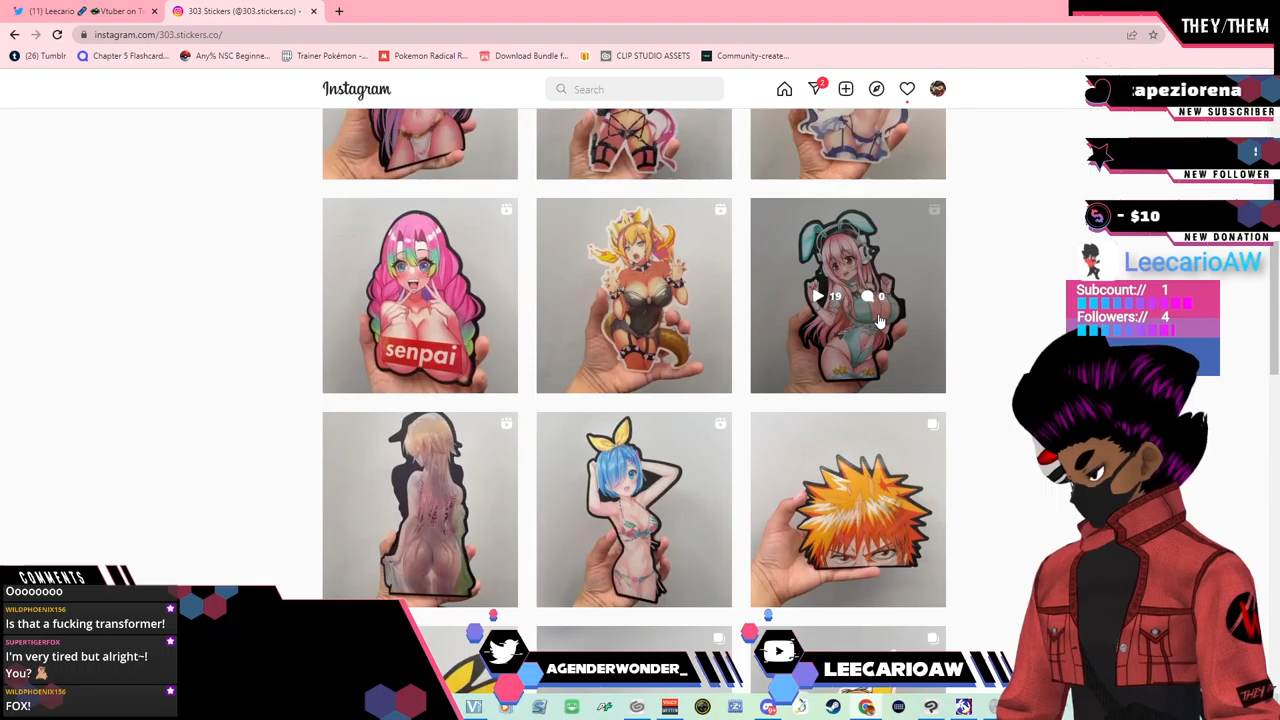 (11) Leecario 🔗 🐢Vtuber on T
303 Stickers (@303.stickers.co) •
THEY/THEM
instagram.com/303.stickers.co/
(26) Tumblr
Chapter 5 Flashcard...
Any% NSC Beginne...
Trainer Pokémon -...
Pokemon Radical R...
Download Bundle f...
CLIP STUDIO ASSETS
Community-create...
Instagram
Search
2
apeziorena
NEW SUBSCRIBER
!
NEW FOLLOWER
- $10
NEW DONATION
LeecarioAW
Subcount:// 1
Followers:// 4
19
0
senpai
COMMENTS
Oooooooo
WILDPHOENIX156
Is that a fucking transformer!
SUPERTIGERFOX
I'm very tired but alright~!
You?
WILDPHOENIX156
FOX!
AGENDERWONDER_
LEECARIOAW